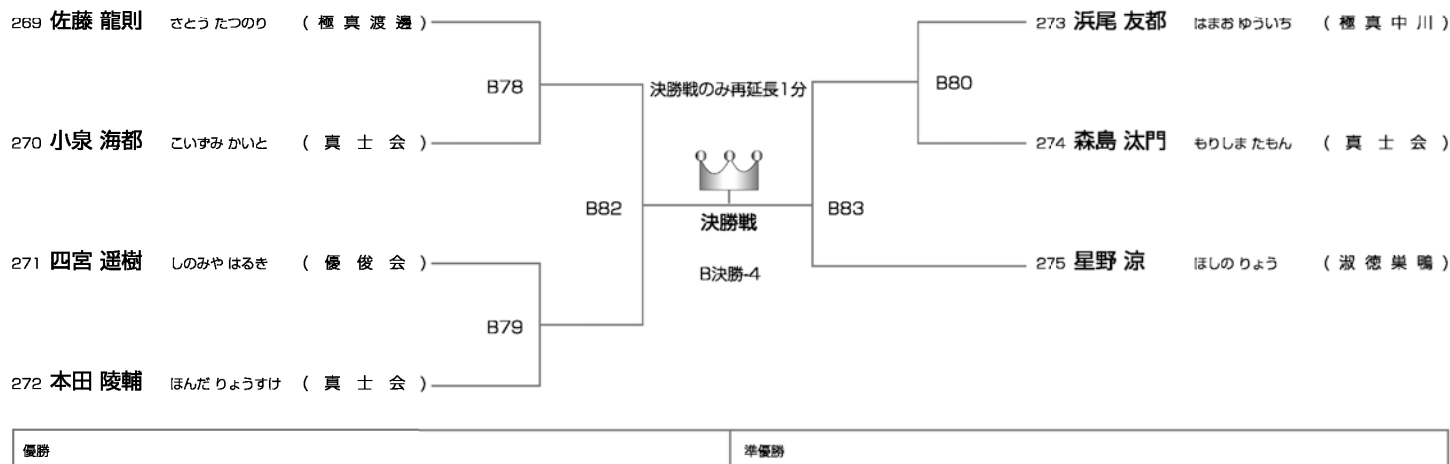 269 佐藤 龍則 さとう たつのり (極真渡邊)
273 浜尾 友都 はまお ゆういち (極真中川)
B78
決勝戦のみ再延長1分
B80
270 小泉 海都 こいずみ かいと (真士会)
274 森島 汰門 もりしま たもん (真士会)
B82
決勝戦
B83
271 四宮 遥樹 しのみや はるき (優俊会)
B決勝-4
275 星野 涼 ほしの りょう (淑徳巣鴨)
B79
272 本田 陵輔 ほんだ りょうすけ (真士会)
優勝
準優勝